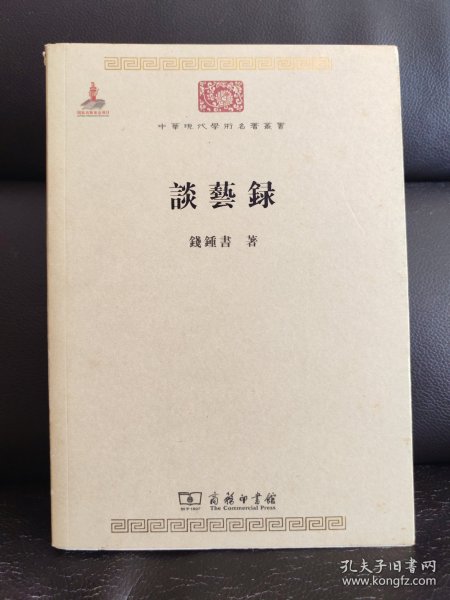 中華現代學術名著叢書
談藝録
錢鍾書 著
商務印書館
The Commercial Press
孔夫子旧书网
www.kongfz.com